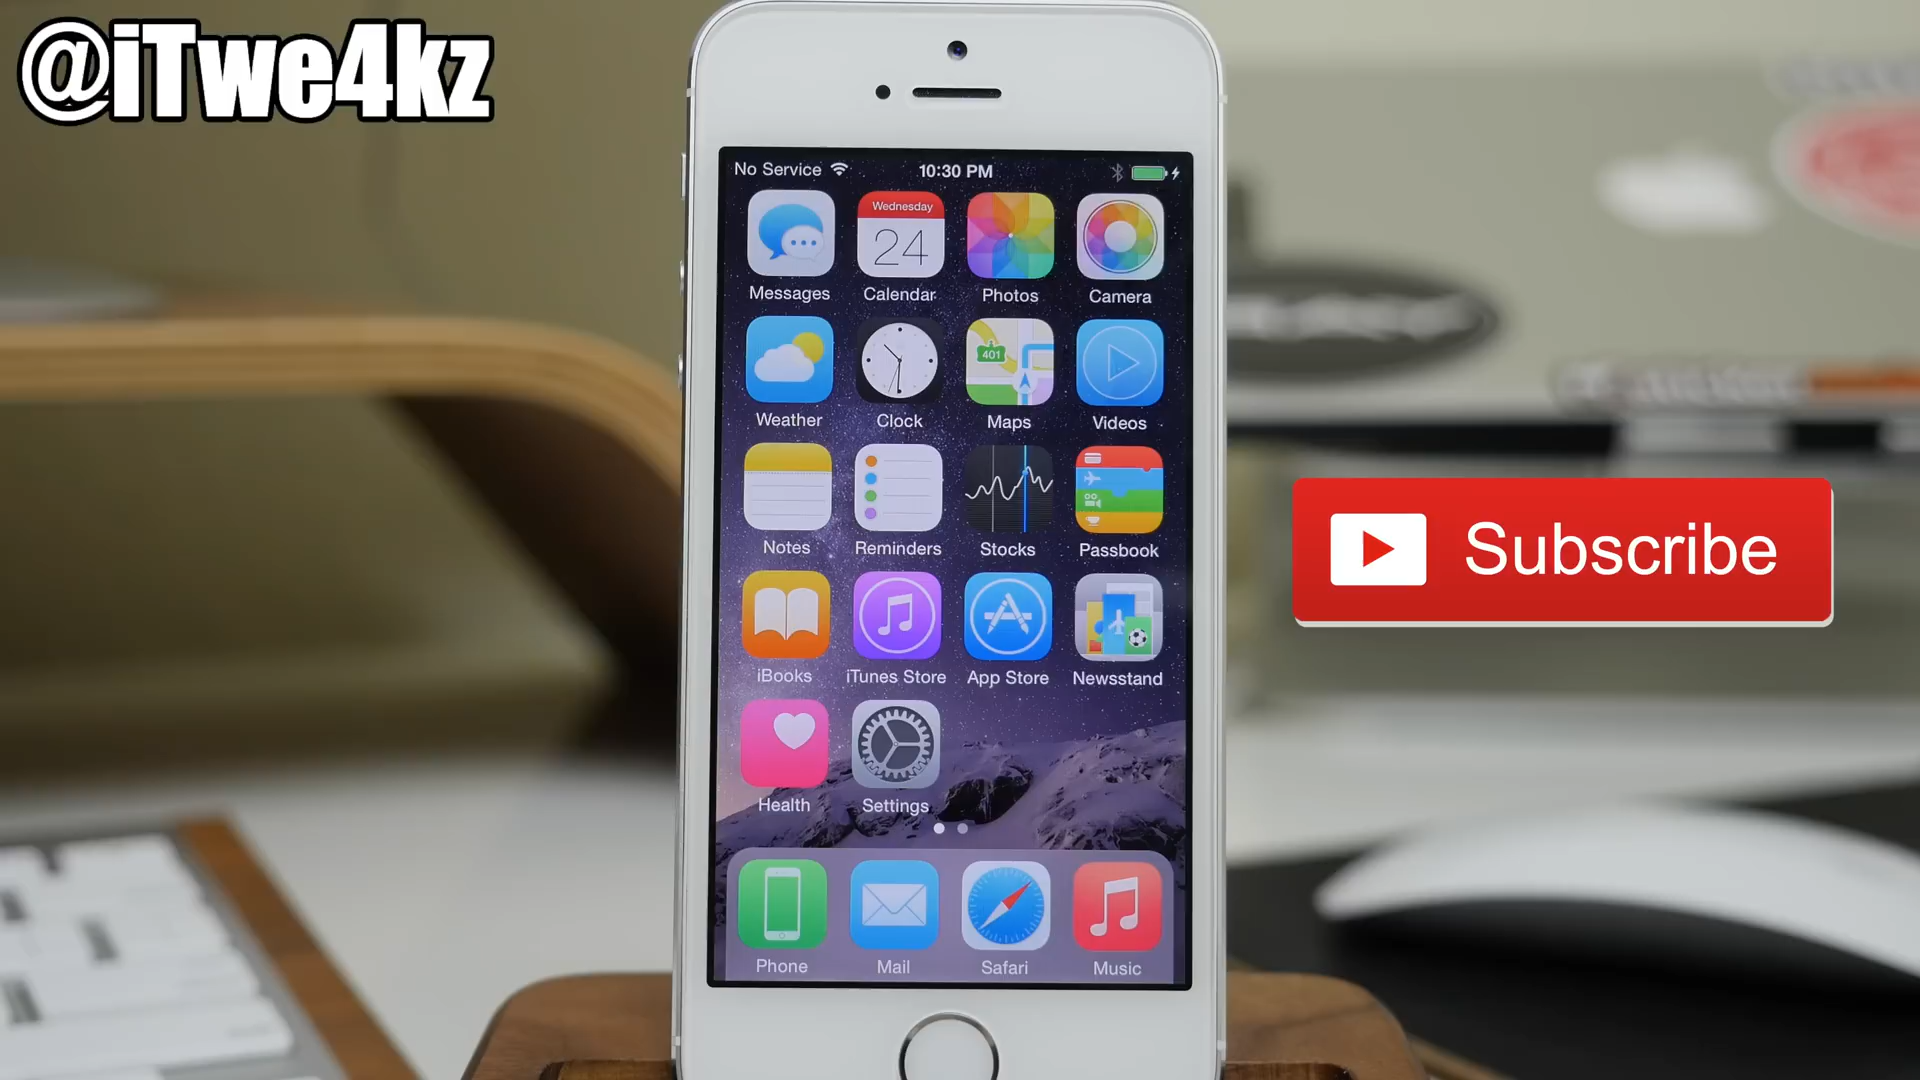 @iTwe4kz
No Service 10:30 PM
Wednesday
24
Messages Calendar Photos Camera
401
Weather Clock Maps Videos
Notes Reminders Stocks Passbook
Subscribe
iBooks iTunes Store App Store Newsstand
Health Settings
Phone Mail Safari Music